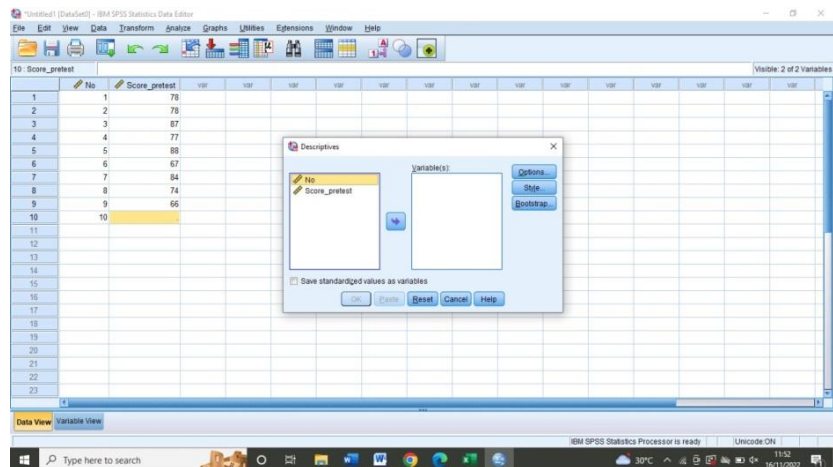 *Untitled1 [DataSet0] - IBM SPSS Statistics Data Editor
File Edit View Data Transform Analyze Graphs Utilities Extensions Window Help
10 : Score_pretest
Visible: 2 of 2 Variables
No Score_pretest var var var var var var var var var var var var
1 1 78
2 2 78
3 3 87
4 4 77
5 5 88
6 6 67
7 7 84
8 8 74
9 9 66
10 10 .
11
12
13
14
15
16
17
18
19
20
21
22
23
Descriptives
Variable(s):
No
Score_pretest
Options...
Style...
Bootstrap...
Save standardized values as variables
OK Paste Reset Cancel Help
Data View Variable View
IBM SPSS Statistics Processor is ready Unicode:ON
Type here to search
30°C
11:52
16/11/2022